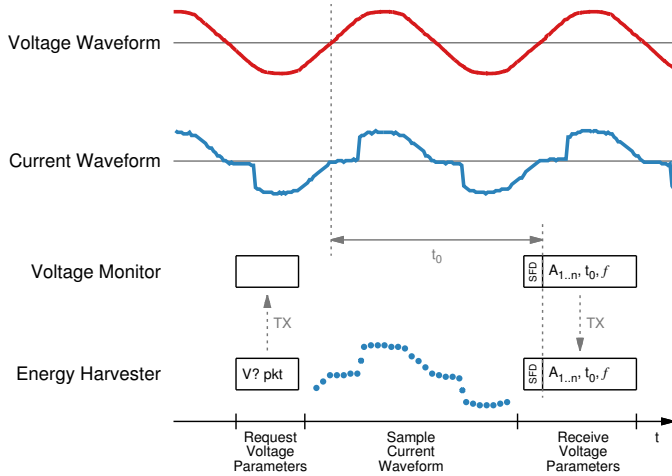 Voltage Waveform
Current Waveform
t0
Voltage Monitor
SFD A1..n, t0, f
TX TX
Energy Harvester
V? pkt
SFD A1..n, t0, f
Request
Voltage
Parameters
Sample
Current
Waveform
Receive
Voltage
Parameters
t